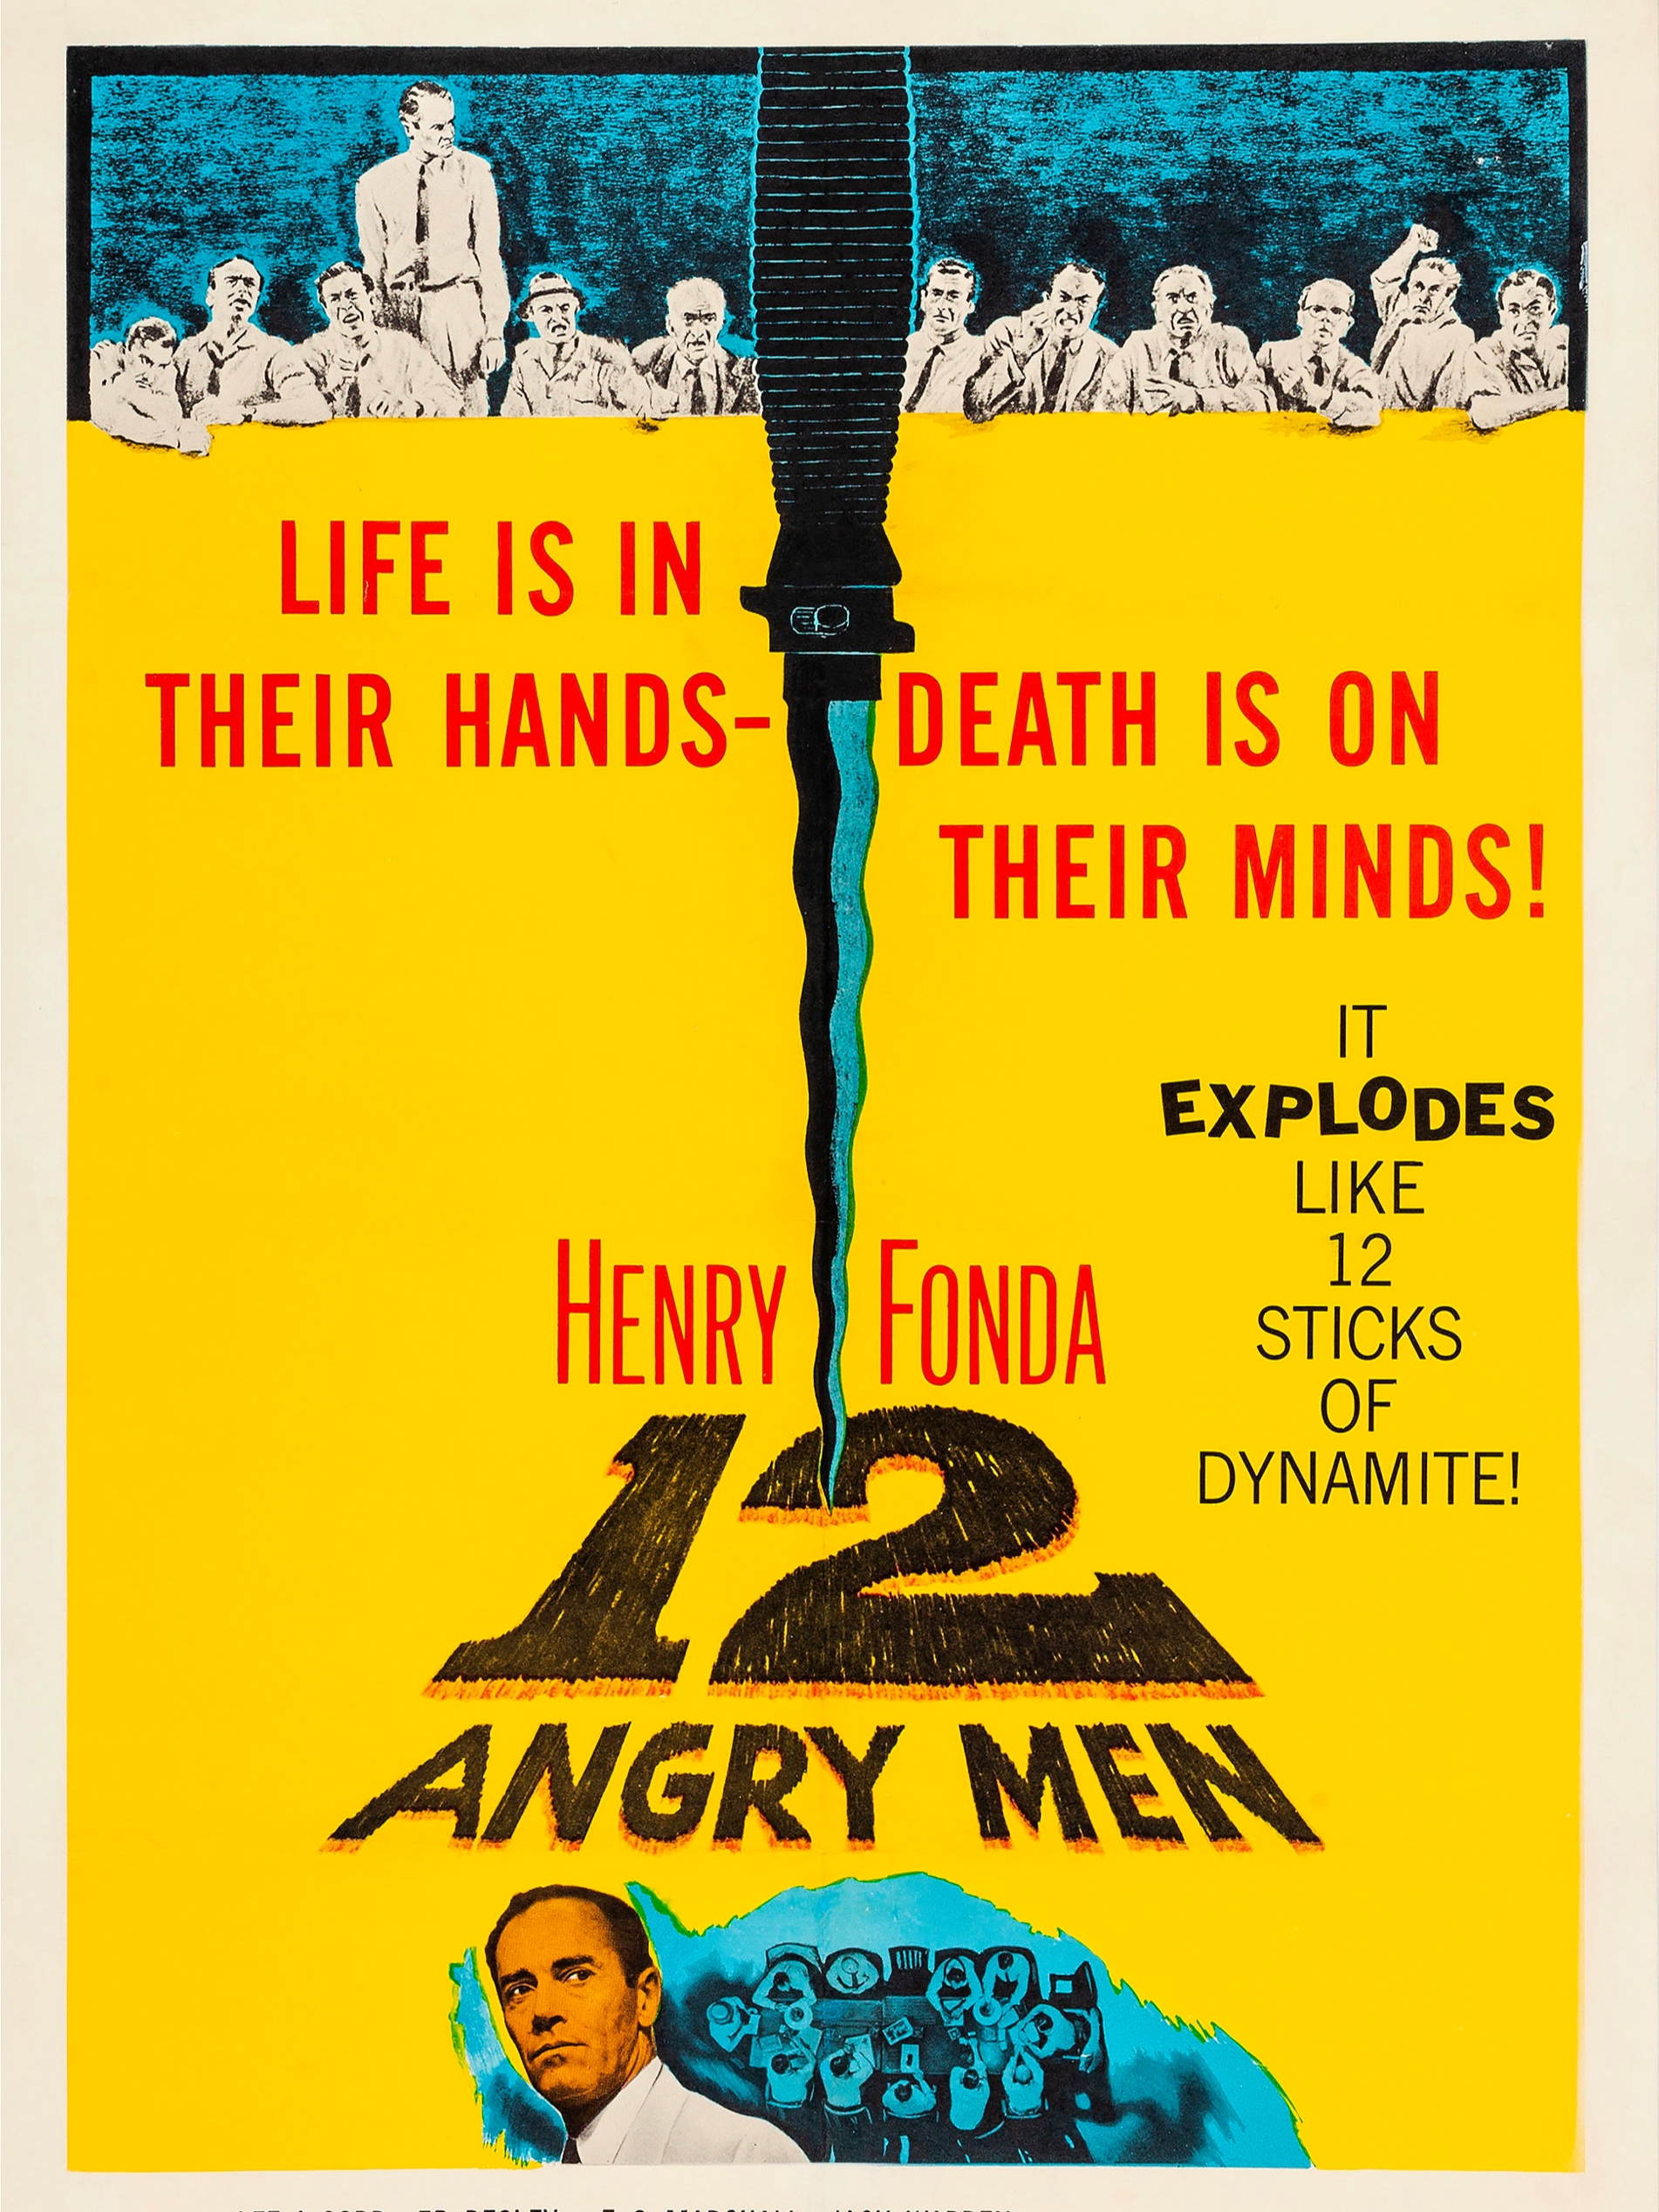 LIFE IS IN
THEIR HANDS—
DEATH IS ON
THEIR MINDS!
IT
EXPLODES
LIKE
12
STICKS
OF
DYNAMITE!
HENRY FONDA
12
ANGRY MEN